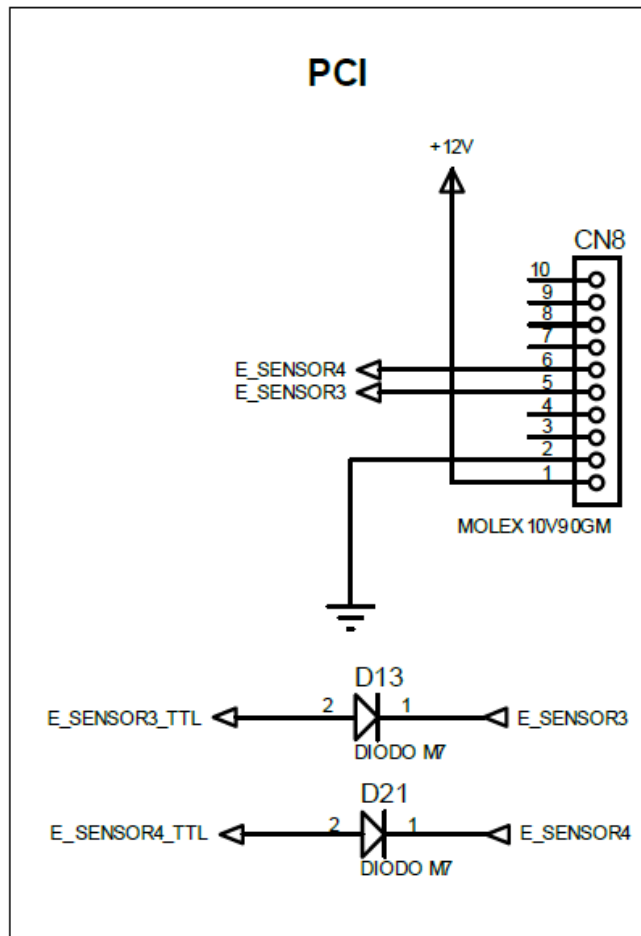 PCI
+12V
CN8
10
9
8
7
E_SENSOR4
6
E_SENSOR3
5
4
3
2
1
MOLEX 10V90GM
D13
E_SENSOR3_TTL
2
1
E_SENSOR3
DIODO M7
D21
E_SENSOR4_TTL
2
1
E_SENSOR4
DIODO M7